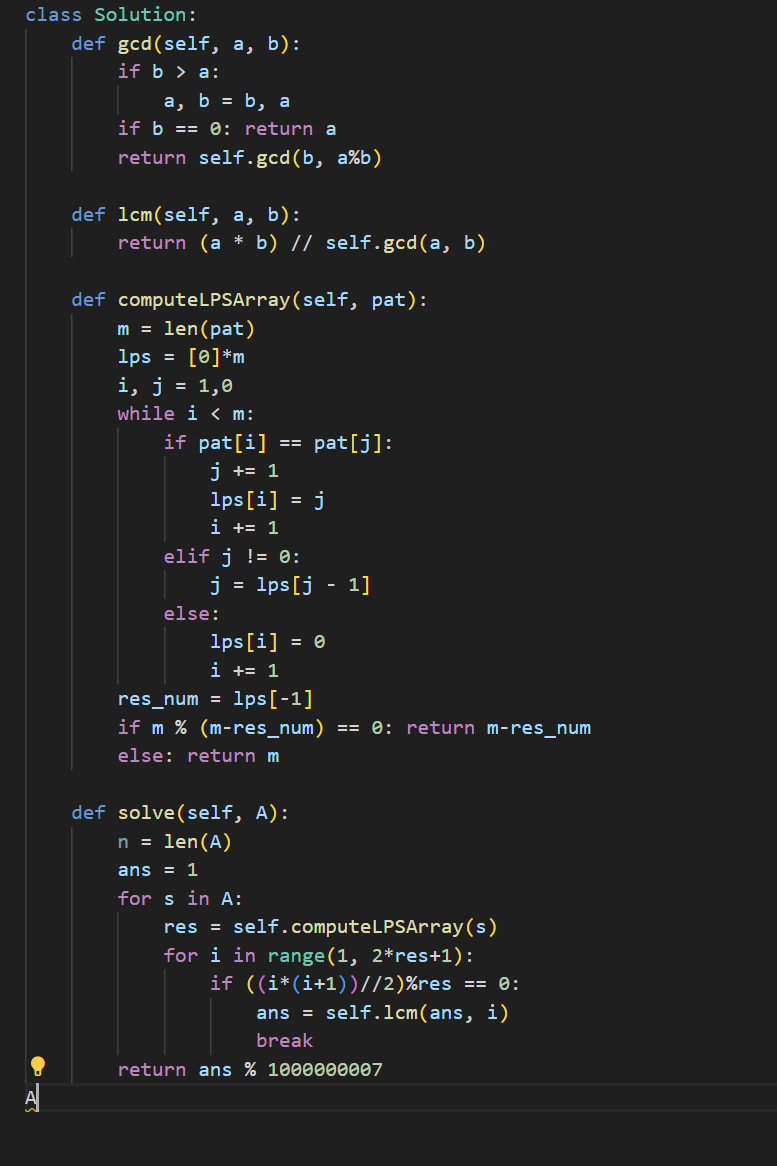 class Solution:
    def gcd(self, a, b):
        if b > a:
            a, b = b, a
        if b == 0: return a
        return self.gcd(b, a%b)

    def lcm(self, a, b):
        return (a * b) // self.gcd(a, b)

    def computeLPSArray(self, pat):
        m = len(pat)
        lps = [0]*m
        i, j = 1,0
        while i < m:
            if pat[i] == pat[j]:
                j += 1
                lps[i] = j
                i += 1
            elif j != 0:
                j = lps[j - 1]
            else:
                lps[i] = 0
                i += 1
        res_num = lps[-1]
        if m % (m-res_num) == 0: return m-res_num
        else: return m

    def solve(self, A):
        n = len(A)
        ans = 1
        for s in A:
            res = self.computeLPSArray(s)
            for i in range(1, 2*res+1):
                if ((i*(i+1))//2)%res == 0:
                    ans = self.lcm(ans, i)
                    break
        return ans % 1000000007
A